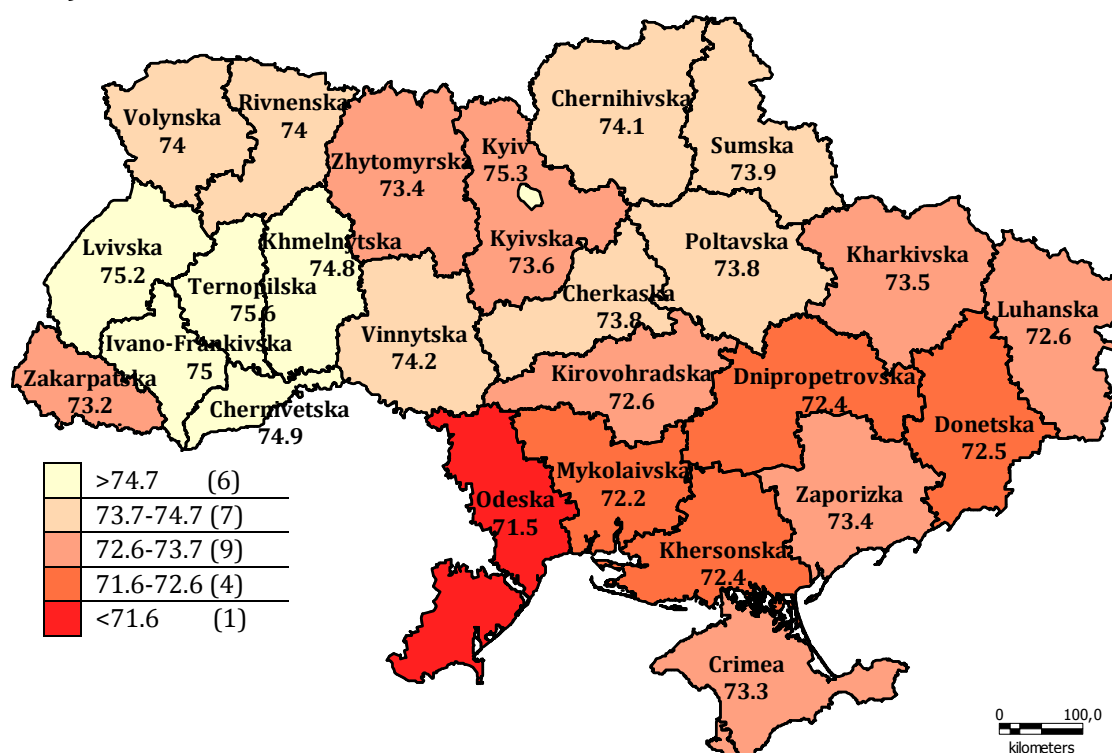 Volynska
74
Rivnenska
74
Zhytomyrska
73.4
Kyiv
75.3
Chernihivska
74.1
Sumska
73.9
Lvivska
75.2
Ternopilska
75.6
Khmelnytska
74.8
Kyivska
73.6
Poltavska
73.8
Kharkivska
73.5
Luhanska
72.6
Zakarpatska
73.2
Ivano-Frankivska
75
Chernivetska
74.9
Vinnytska
74.2
Cherkaska
73.8
Kirovohradska
72.6
Dnipropetrovska
72.4
Donetska
72.5
Odeska
71.5
Mykolaivska
72.2
Khersonska
72.4
Zaporizka
73.4
Crimea
73.3
>74.7 (6)
73.7-74.7 (7)
72.6-73.7 (9)
71.6-72.6 (4)
<71.6 (1)
0 100,0
kilometers